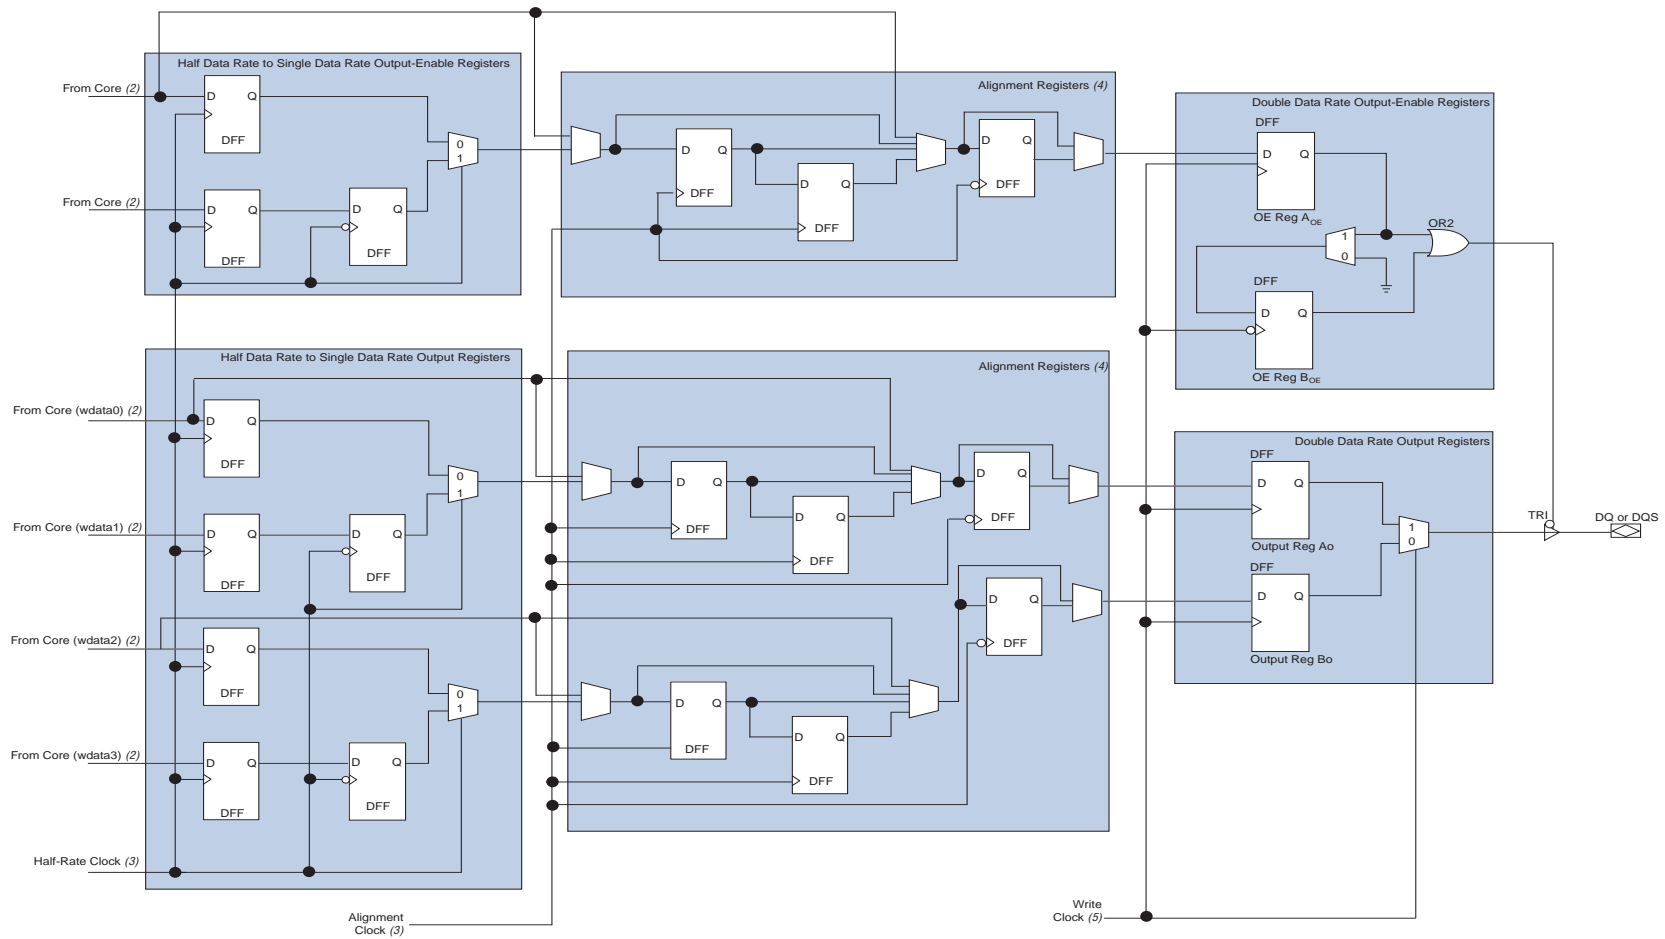 Half Data Rate to Single Data Rate Output-Enable Registers
From Core (2)
D Q
DFF
0
1
From Core (2)
D Q
DFF
D Q
DFF
Alignment Registers (4)
D Q
DFF
D Q
DFF
D Q
DFF
Double Data Rate Output-Enable Registers
DFF
D Q
OE Reg AOE
1
0
OR2
DFF
D Q
OE Reg BOE
Half Data Rate to Single Data Rate Output Registers
From Core (wdata0) (2)
D Q
DFF
0
1
From Core (wdata1) (2)
D Q
DFF
D Q
DFF
From Core (wdata2) (2)
D Q
DFF
0
1
From Core (wdata3) (2)
D Q
DFF
D Q
DFF
Half-Rate Clock (3)
Alignment Registers (4)
D Q
DFF
D Q
DFF
D Q
DFF
D Q
DFF
D Q
DFF
D Q
DFF
Alignment
Clock (3)
Double Data Rate Output Registers
DFF
D Q
Output Reg Ao
DFF
D Q
Output Reg Bo
1
0
TRI
DQ or DQS
Write
Clock (5)